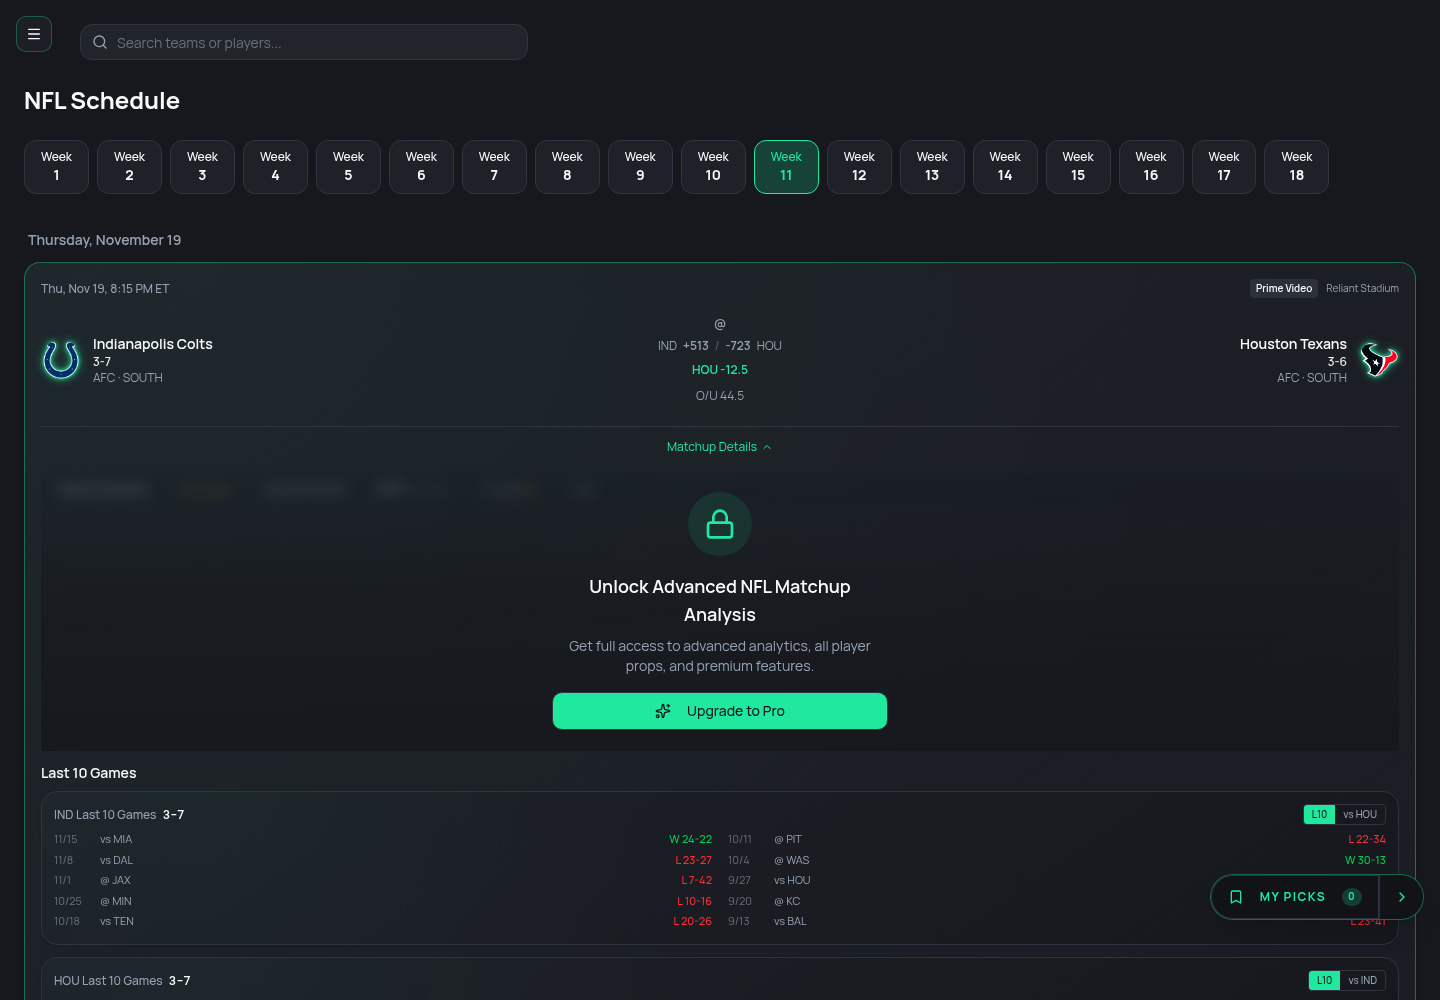 Search teams or players...
NFL Schedule
Week 1
Week 2
Week 3
Week 4
Week 5
Week 6
Week 7
Week 8
Week 9
Week 10
Week 11
Week 12
Week 13
Week 14
Week 15
Week 16
Week 17
Week 18
Thursday, November 19
Thu, Nov 19, 8:15 PM ET
Prime Video Reliant Stadium
Indianapolis Colts
3-7
AFC · SOUTH
@
IND +513 / -723 HOU
HOU -12.5
O/U 44.5
Houston Texans
3-6
AFC · SOUTH
Matchup Details
Unlock Advanced NFL Matchup
Analysis
Get full access to advanced analytics, all player
props, and premium features.
Upgrade to Pro
Last 10 Games
IND Last 10 Games 3-7
L10 vs HOU
11/15 vs MIA W 24-22 10/11 @ PIT L 22-34
11/8 vs DAL L 23-27 10/4 @ WAS W 30-13
11/1 @ JAX L 7-42 9/27 vs HOU
10/25 @ MIN L 10-16 9/20 @ KC
10/18 vs TEN L 20-26 9/13 vs BAL L 23-41
MY PICKS 0
HOU Last 10 Games 3-7
L10 vs IND